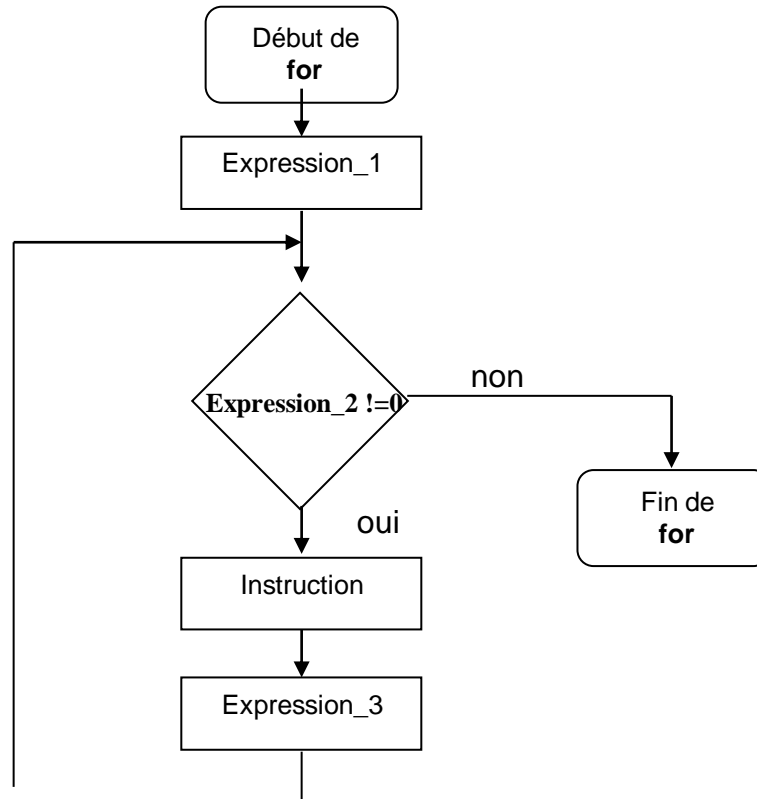 Début de
for
Expression_1
Expression_2 !=0
non
oui
Fin de
for
Instruction
Expression_3